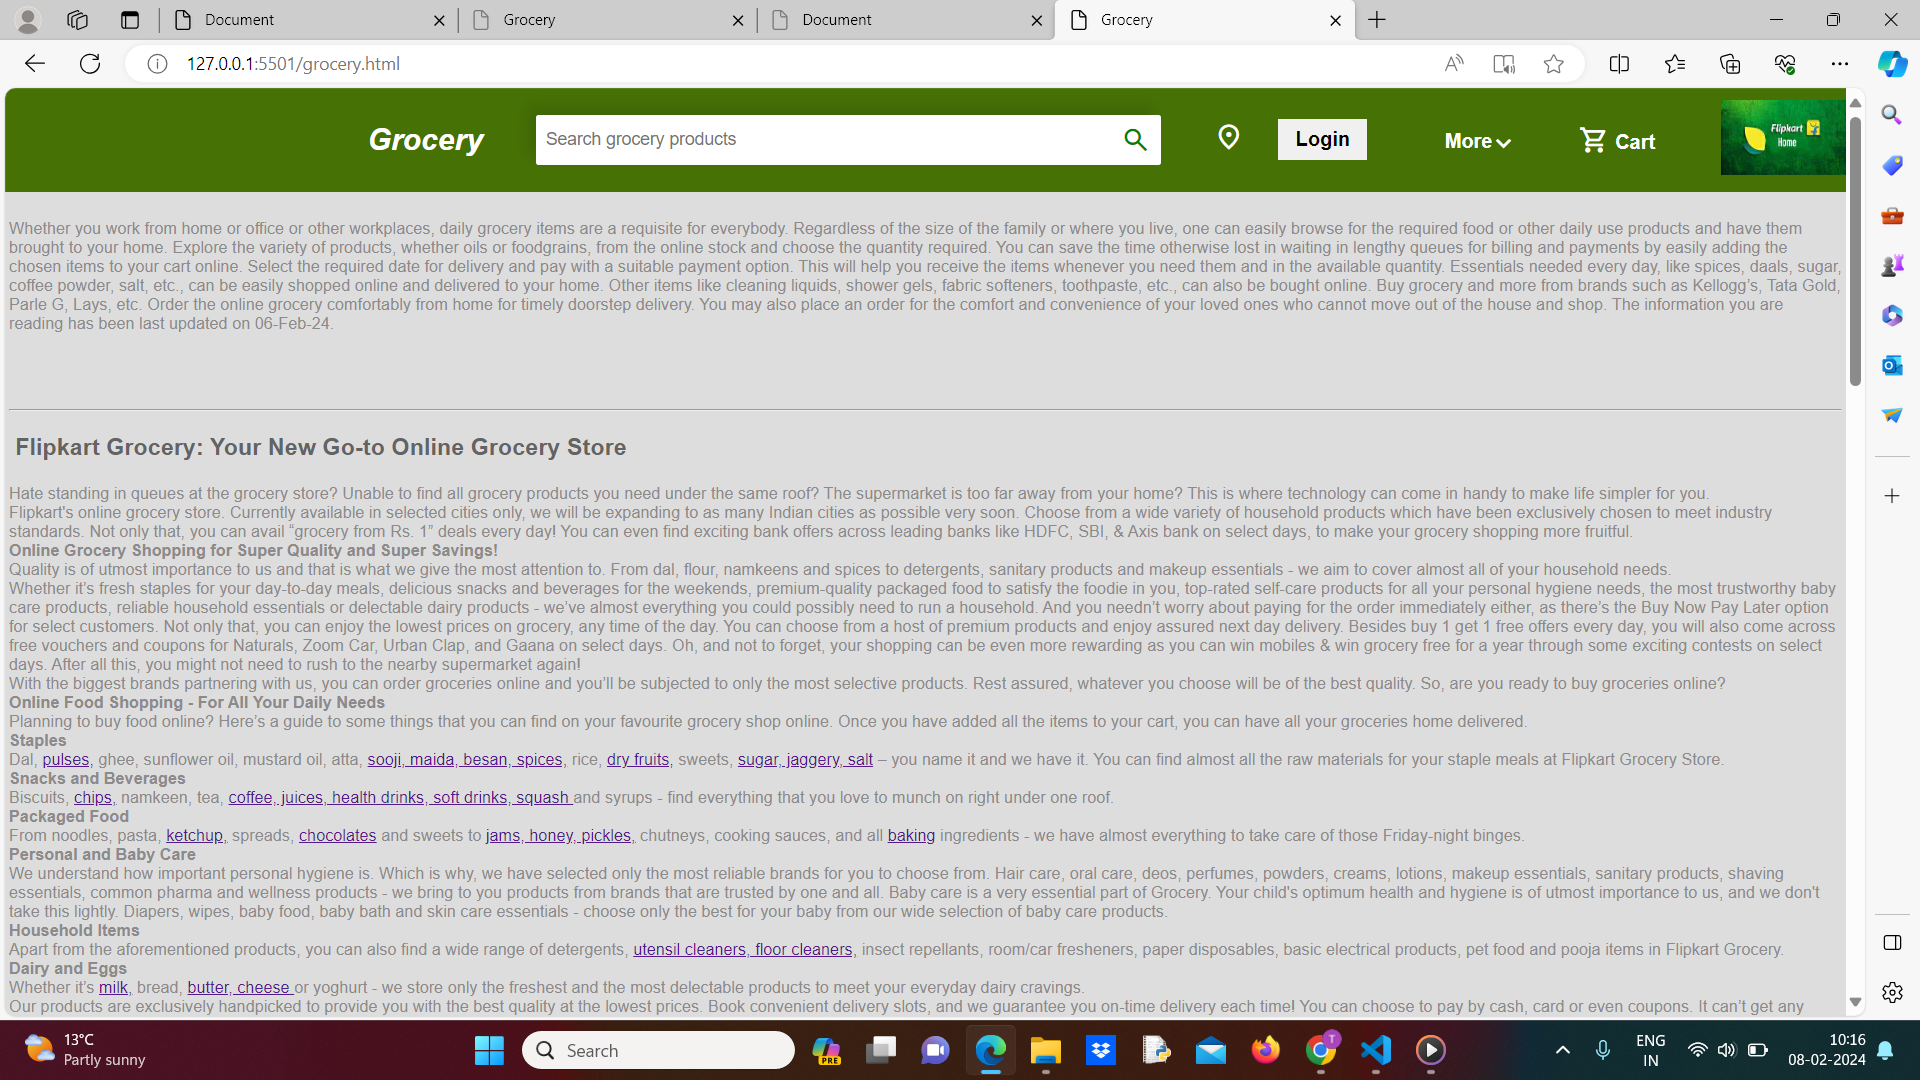 Document
Grocery
Document
Grocery
127.0.0.1:5501/grocery.html
Grocery
Search grocery products
Login
More
Cart
Flipkart
Home
Whether you work from home or office or other workplaces, daily grocery items are a requisite for everybody. Regardless of the size of the family or where you live, one can easily browse for the required food or other daily use products and have them
brought to your home. Explore the variety of products, whether oils or foodgrains, from the online stock and choose the quantity required. You can save the time otherwise lost in waiting in lengthy queues for billing and payments by easily adding the
chosen items to your cart online. Select the required date for delivery and pay with a suitable payment option. This will help you receive the items whenever you need them and in the available quantity. Essentials needed every day, like spices, daals, sugar,
coffee powder, salt, etc., can be easily shopped online and delivered to your home. Other items like cleaning liquids, shower gels, fabric softeners, toothpaste, etc., can also be bought online. Buy grocery and more from brands such as Kellogg’s, Tata Gold,
Parle G, Lays, etc. Order the online grocery comfortably from home for timely doorstep delivery. You may also place an order for the comfort and convenience of your loved ones who cannot move out of the house and shop. The information you are
reading has been last updated on 06-Feb-24.
Flipkart Grocery: Your New Go-to Online Grocery Store
Hate standing in queues at the grocery store? Unable to find all grocery products you need under the same roof? The supermarket is too far away from your home? This is where technology can come in handy to make life simpler for you.
Flipkart's online grocery store. Currently available in selected cities only, we will be expanding to as many Indian cities as possible very soon. Choose from a wide variety of household products which have been exclusively chosen to meet industry
standards. Not only that, you can avail “grocery from Rs. 1” deals every day! You can even find exciting bank offers across leading banks like HDFC, SBI, & Axis bank on select days, to make your grocery shopping more fruitful.
Online Grocery Shopping for Super Quality and Super Savings!
Quality is of utmost importance to us and that is what we give the most attention to. From dal, flour, namkeens and spices to detergents, sanitary products and makeup essentials - we aim to cover almost all of your household needs.
Whether it’s fresh staples for your day-to-day meals, delicious snacks and beverages for the weekends, premium-quality packaged food to satisfy the foodie in you, top-rated self-care products for all your personal hygiene needs, the most trustworthy baby
care products, reliable household essentials or delectable dairy products - we’ve almost everything you could possibly need to run a household. And you needn’t worry about paying for the order immediately either, as there’s the Buy Now Pay Later option
for select customers. Not only that, you can enjoy the lowest prices on grocery, any time of the day. You can choose from a host of premium products and enjoy assured next day delivery. Besides buy 1 get 1 free offers every day, you will also come across
free vouchers and coupons for Naturals, Zoom Car, Urban Clap, and Gaana on select days. Oh, and not to forget, your shopping can be even more rewarding as you can win mobiles & win grocery free for a year through some exciting contests on select
days. After all this, you might not need to rush to the nearby supermarket again!
With the biggest brands partnering with us, you can order groceries online and you’ll be subjected to only the most selective products. Rest assured, whatever you choose will be of the best quality. So, are you ready to buy groceries online?
Online Food Shopping - For All Your Daily Needs
Planning to buy food online? Here’s a guide to some things that you can find on your favourite grocery shop online. Once you have added all the items to your cart, you can have all your groceries home delivered.
Staples
Dal, pulses, ghee, sunflower oil, mustard oil, atta, sooji, maida, besan, spices, rice, dry fruits, sweets, sugar, jaggery, salt – you name it and we have it. You can find almost all the raw materials for your staple meals at Flipkart Grocery Store.
Snacks and Beverages
Biscuits, chips, namkeen, tea, coffee, juices, health drinks, soft drinks, squash and syrups - find everything that you love to munch on right under one roof.
Packaged Food
From noodles, pasta, ketchup, spreads, chocolates and sweets to jams, honey, pickles, chutneys, cooking sauces, and all baking ingredients - we have almost everything to take care of those Friday-night binges.
Personal and Baby Care
We understand how important personal hygiene is. Which is why, we have selected only the most reliable brands for you to choose from. Hair care, oral care, deos, perfumes, powders, creams, lotions, makeup essentials, sanitary products, shaving
essentials, common pharma and wellness products - we bring to you products from brands that are trusted by one and all. Baby care is a very essential part of Grocery. Your child's optimum health and hygiene is of utmost importance to us, and we don't
take this lightly. Diapers, wipes, baby food, baby bath and skin care essentials - choose only the best for your baby from our wide selection of baby care products.
Household Items
Apart from the aforementioned products, you can also find a wide range of detergents, utensil cleaners, floor cleaners, insect repellants, room/car fresheners, paper disposables, basic electrical products, pet food and pooja items in Flipkart Grocery.
Dairy and Eggs
Whether it’s milk, bread, butter, cheese or yoghurt - we store only the freshest and the most delectable products to meet your everyday dairy cravings.
Our products are exclusively handpicked to provide you with the best quality at the lowest prices. Book convenient delivery slots, and we guarantee you on-time delivery each time! You can choose to pay by cash, card or even coupons. It can’t get any
13°C
Partly sunny
Search
PRE
T
ENG
IN
10:16
08-02-2024